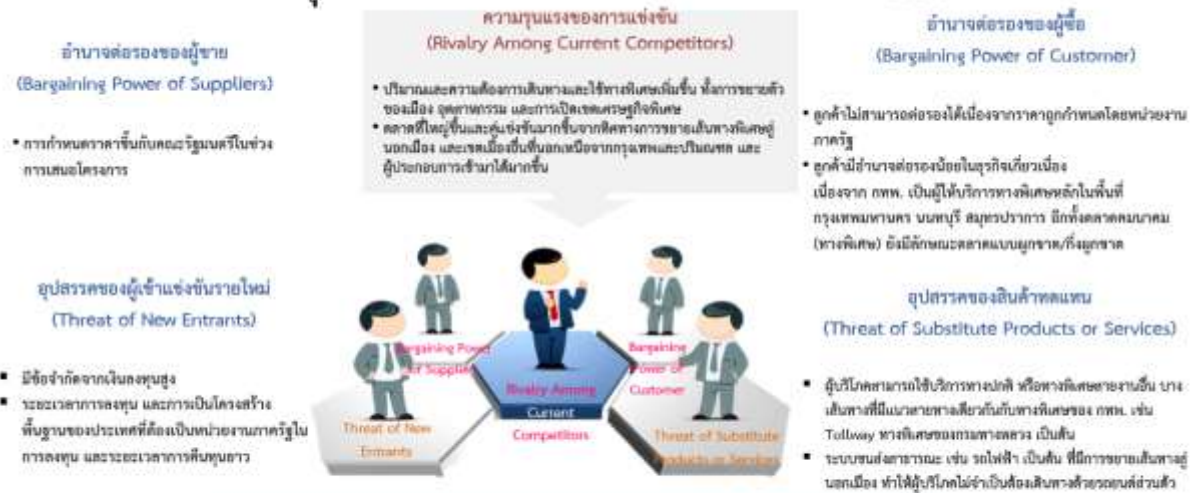 ความรุนแรงของการแข่งขัน
(Rivalry Among Current Competitors)
• ปริมาณและความต้องการเดินทางและใช้ทางพิเศษเพิ่มขึ้น ทั้งการขยายตัว
ของเมือง อุตสาหกรรม และการเปิดเขตเศรษฐกิจพิเศษ
• ตลาดที่ใหญ่ขึ้นและคู่แข่งขันมากขึ้นจากทิศทางการขยายเส้นทางพิเศษสู่
นอกเมือง และเขตเมืองอื่นที่นอกเหนือจากกรุงเทพและปริมณฑล และ
ผู้ประกอบการเข้ามาได้มากขึ้น
อำนาจต่อรองของผู้ขาย
(Bargaining Power of Suppliers)
• การกำหนดราคาขึ้นกับคณะรัฐมนตรีในช่วง
การเสนอโครงการ
อำนาจต่อรองของผู้ซื้อ
(Bargaining Power of Customer)
• ลูกค้าไม่สามารถต่อรองได้เนื่องจากราคาถูกกำหนดโดยหน่วยงาน
ภาครัฐ
• ลูกค้ามีอำนาจต่อรองน้อยในธุรกิจเกี่ยวเนื่อง
เนื่องจาก กทพ. เป็นผู้ให้บริการทางพิเศษหลักในพื้นที่
กรุงเทพมหานคร นนทบุรี สมุทรปราการ อีกทั้งตลาดคมนาคม
(ทางพิเศษ) ยังมีลักษณะตลาดแบบผูกขาด/กึ่งผูกขาด
อุปสรรคของผู้เข้าแข่งขันรายใหม่
(Threat of New Entrants)
▪ มีข้อจำกัดจากเงินลงทุนสูง
▪ ระยะเวลาการลงทุน และการเป็นโครงสร้าง
พื้นฐานของประเทศที่ต้องเป็นหน่วยงานภาครัฐใน
การลงทุน และระยะเวลาการคืนทุนยาว
Bargaining Power
of Supplier
Rivalry Among
Current
Competitors
Bargaining
Power of
Customer
Threat of New
Entrants
Threat of Substitute
Products or Services
อุปสรรคของสินค้าทดแทน
(Threat of Substitute Products or Services)
▪ ผู้บริโภคสามารถใช้บริการทางปกติ หรือทางพิเศษสายงานอื่น บาง
เส้นทางที่มีแนวสายทางเดียวกันกับทางพิเศษของ กทพ. เช่น
Tollway ทางพิเศษของกรมทางหลวง เป็นต้น
▪ ระบบขนส่งสาธารณะ เช่น รถไฟฟ้า เป็นต้น ที่มีการขยายเส้นทางสู่
นอกเมือง ทำให้ผู้บริโภคไม่จำเป็นต้องเดินทางด้วยรถยนต์ส่วนตัว